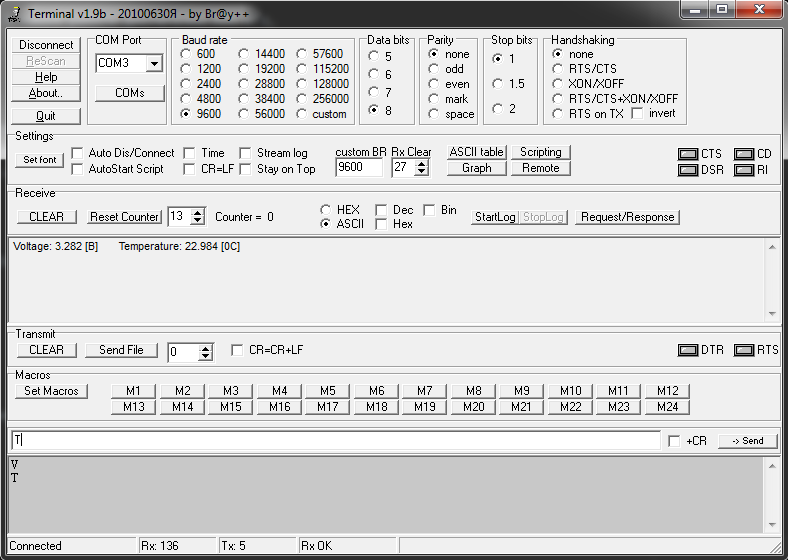 Terminal v1.9b - 20100630Я - by Br@y++
Disconnect
ReScan
Help
About..
Quit
COM Port
COM3
COMs
Baud rate
600 14400 57600
1200 19200 115200
2400 28800 128000
4800 38400 256000
9600 56000 custom
Data bits
5
6
7
8
Parity
none
odd
even
mark
space
Stop bits
1
1.5
2
Handshaking
none
RTS/CTS
XON/XOFF
RTS/CTS+XON/XOFF
RTS on TX invert
Settings
Set font
Auto Dis/Connect Time Stream log
AutoStart Script CR=LF Stay on Top
custom BR Rx Clear
9600 27
ASCII table Scripting
Graph Remote
CTS CD
DSR RI
Receive
CLEAR Reset Counter 13 Counter = 0
HEX Dec Bin
ASCII Hex
StartLog StopLog Request/Response
Voltage: 3.282 [B] Temperature: 22.984 [0C]
Transmit
CLEAR Send File 0 CR=CR+LF DTR RTS
Macros
Set Macros
M1 M2 M3 M4 M5 M6 M7 M8 M9 M10 M11 M12
M13 M14 M15 M16 M17 M18 M19 M20 M21 M22 M23 M24
T +CR -> Send
V
T
Connected Rx: 136 Tx: 5 Rx OK